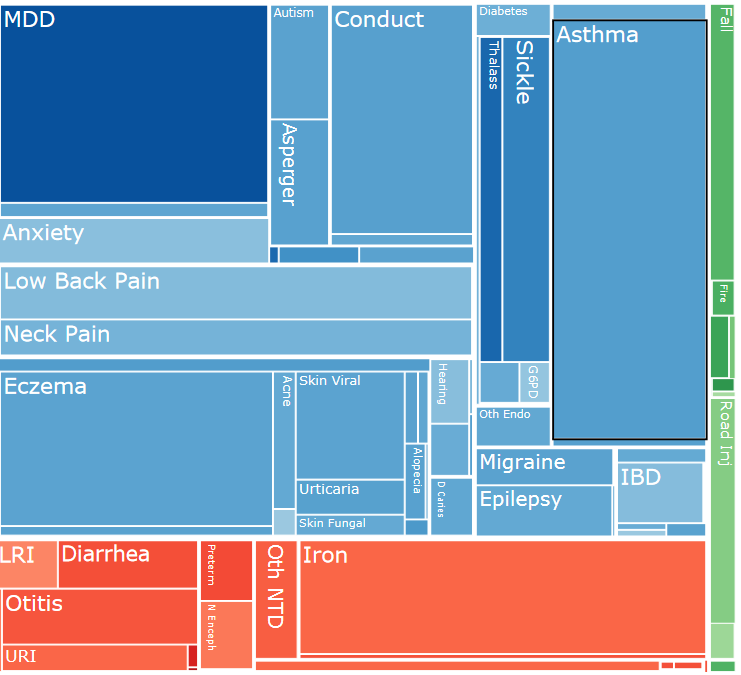 MDD
Autism
Conduct
Diabetes
Asthma
Fall
Thalass
Sickle
Asperger
Anxiety
Low Back Pain
Fire
Neck Pain
Eczema
Acne
Skin Viral
Hearing
G6PD
Oth Endo
Road Inj
Alopecia
Migraine
IBD
Urticaria
D Caries
Epilepsy
Skin Fungal
LRI
Diarrhea
Preterm
Oth NTD
Iron
Otitis
N Enceph
URI